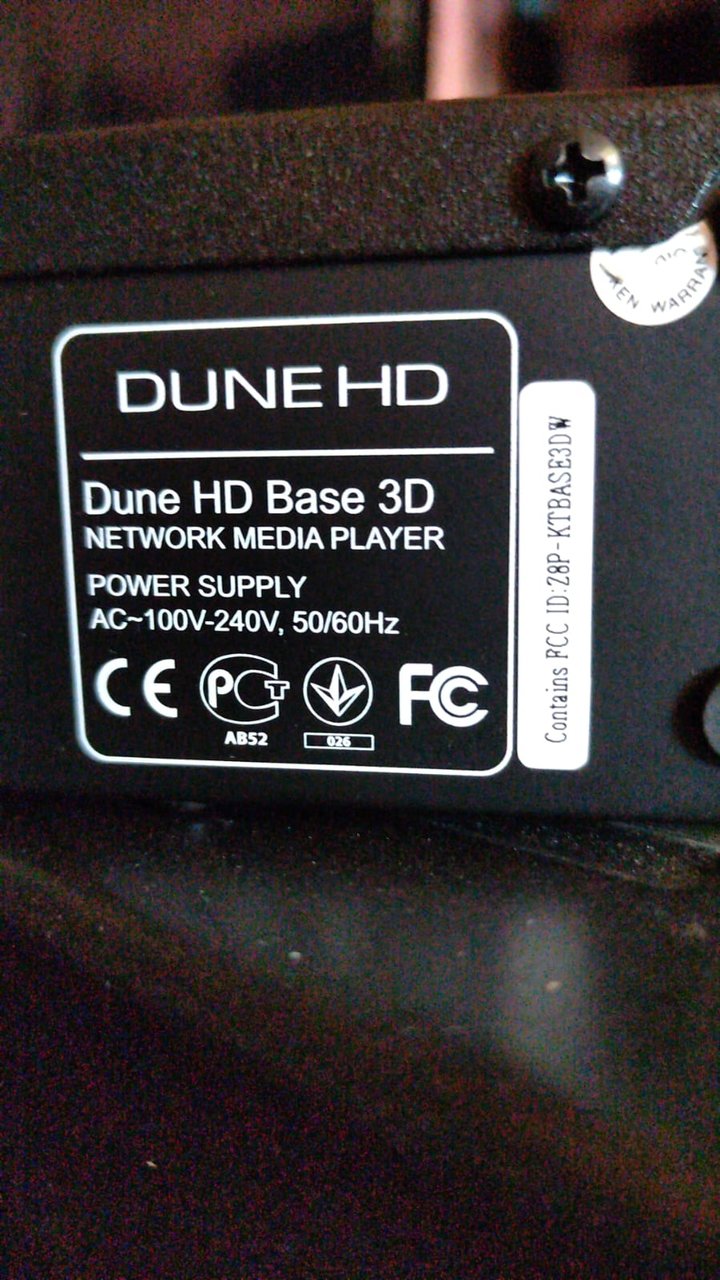 DUNE HD
Dune HD Base 3D
NETWORK MEDIA PLAYER
POWER SUPPLY
AC~100V-240V, 50/60Hz
CE PCT FC
AB52 026
Contains FCC ID:Z8P-KTBASE3DW